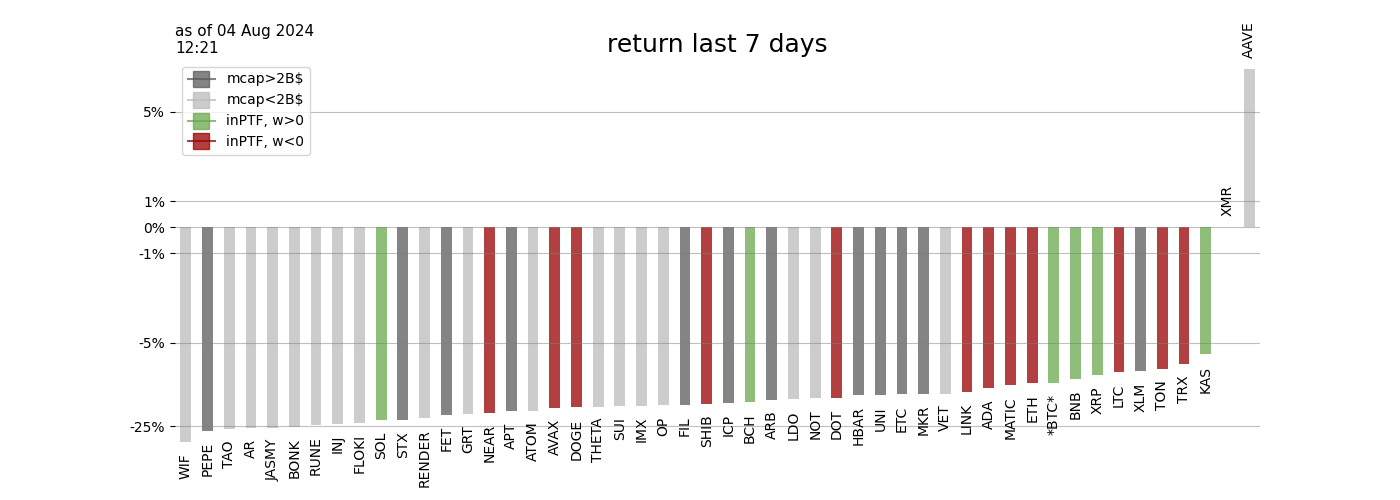 as of 04 Aug 2024
12:21
return last 7 days
mcap>2B$
mcap<2B$
inPTF, w>0
inPTF, w<0
5%
1%
0%
-1%
-5%
-25%
WIF
PEPE
TAO
AR
JASMY
BONK
RUNE
INJ
FLOKI
SOL
STX
RENDER
FET
GRT
NEAR
APT
ATOM
AVAX
DOGE
THETA
SUI
IMX
OP
FIL
SHIB
ICP
BCH
ARB
LDO
NOT
DOT
HBAR
UNI
ETC
MKR
VET
LINK
ADA
MATIC
ETH
*BTC*
BNB
XRP
LTC
XLM
TON
TRX
KAS
XMR
AAVE